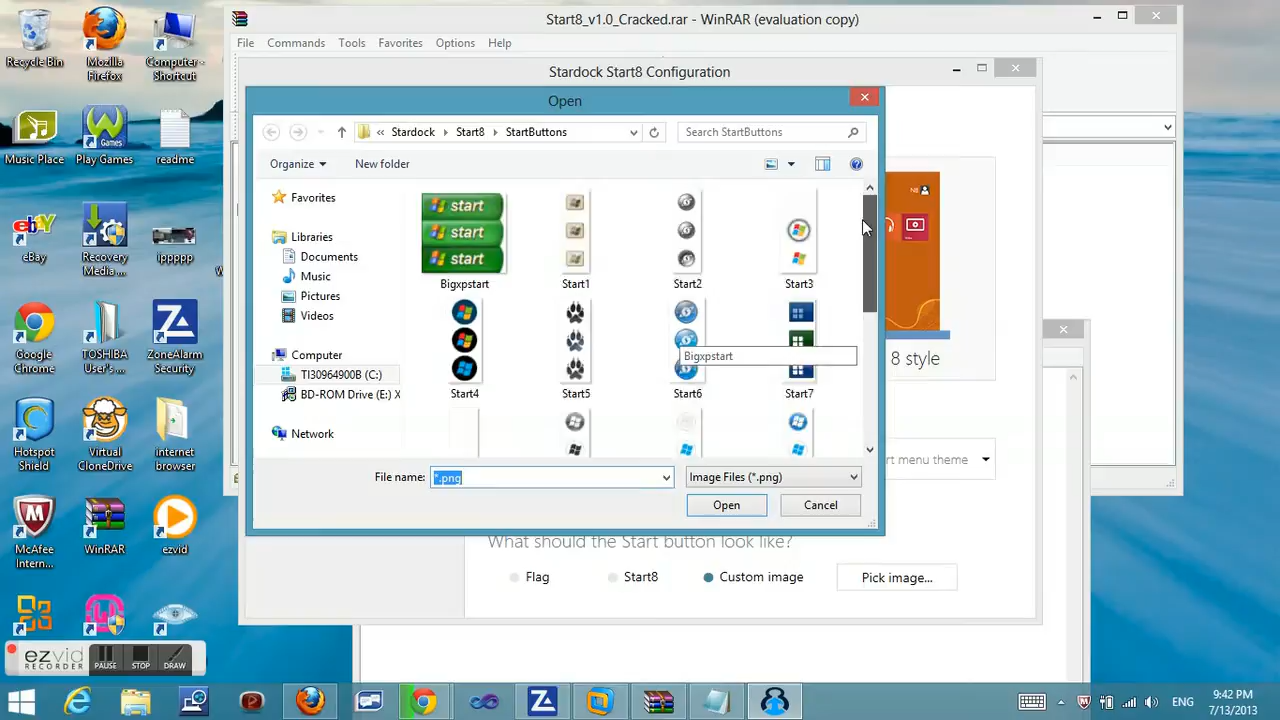 Start8_v1.0_Cracked.rar - WinRAR (evaluation copy)
File Commands Tools Favorites Options Help
Stardock Start8 Configuration
Open
« Stardock Start8 StartButtons
Search StartButtons
Organize New folder
Favorites
Libraries
Documents
Music
Pictures
Videos
Computer
TI30964900B (C:)
BD-ROM Drive (E:) X
Network
start
start
start
Bigxpstart
Start1
Start2
Start3
Start4
Start5
Start6
Start7
Bigxpstart
File name: *.png
Image Files (*.png)
Open Cancel
8 style
rt menu theme
What should the Start button look like?
Flag Start8 Custom image Pick image...
Recycle Bin
Mozilla Firefox
Computer - Shortcut
Music Place
Play Games
readme
eBay
Recovery Media...
ippppp
Google Chrome
TOSHIBA User's ...
ZoneAlarm Security
Hotspot Shield
Virtual CloneDrive
internet browser
McAfee Intern...
WinRAR
ezvid
ezvid
RECORDER
PAUSE STOP DRAW
ENG
9:42 PM
7/13/2013